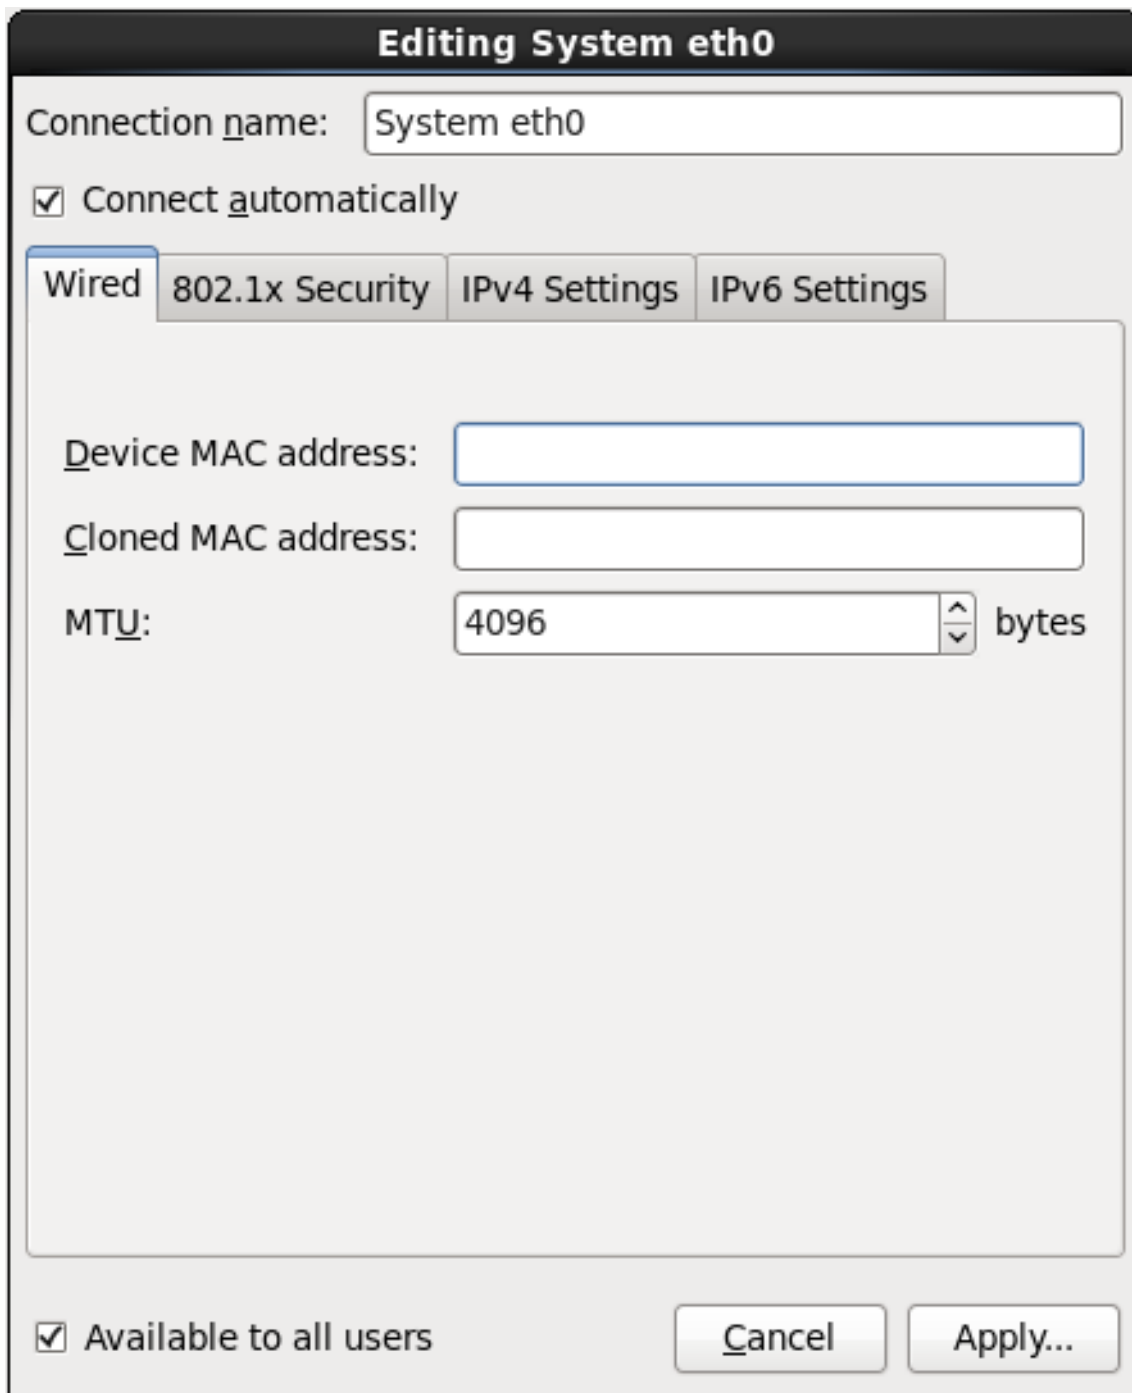 Editing System eth0
Connection name: System eth0
Connect automatically
Wired 802.1x Security IPv4 Settings IPv6 Settings
Device MAC address:
Cloned MAC address:
MTU: 4096 bytes
Available to all users Cancel Apply...